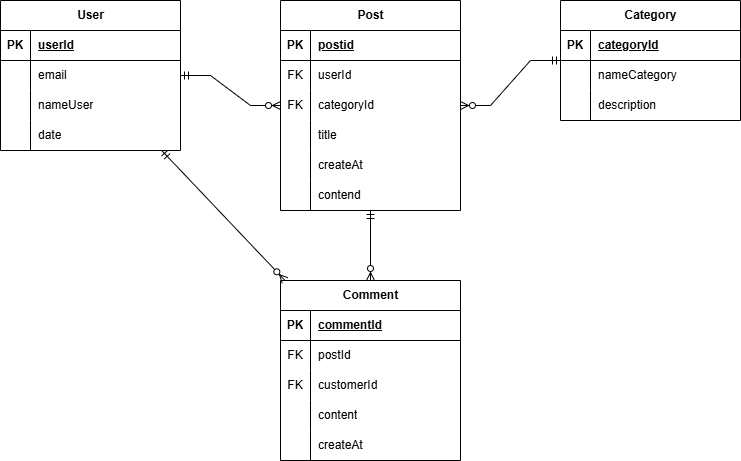 User
PK userId
email
nameUser
date
Post
PK postid
FK userId
FK categoryId
title
createAt
contend
Category
PK categoryId
nameCategory
description
Comment
PK commentId
FK postId
FK customerId
content
createAt